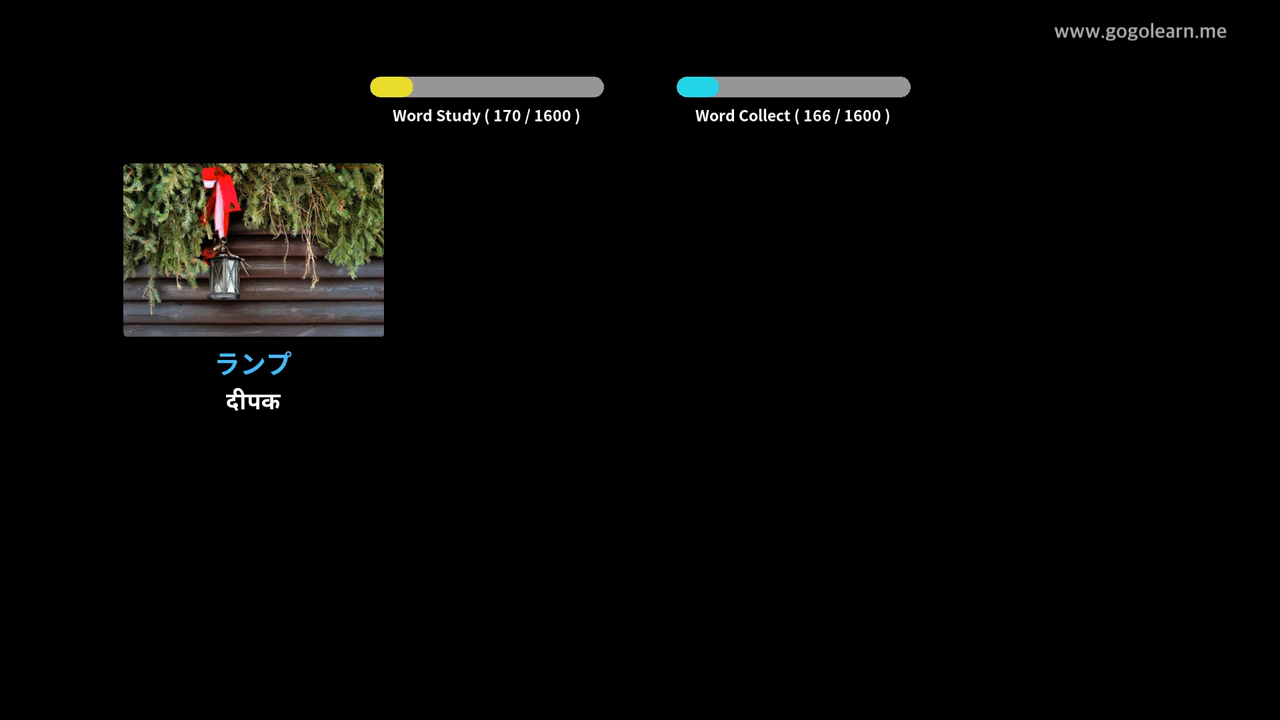 www.gogolearn.me
Word Study ( 170 / 1600 )
Word Collect ( 166 / 1600 )
ランプ
दीपक